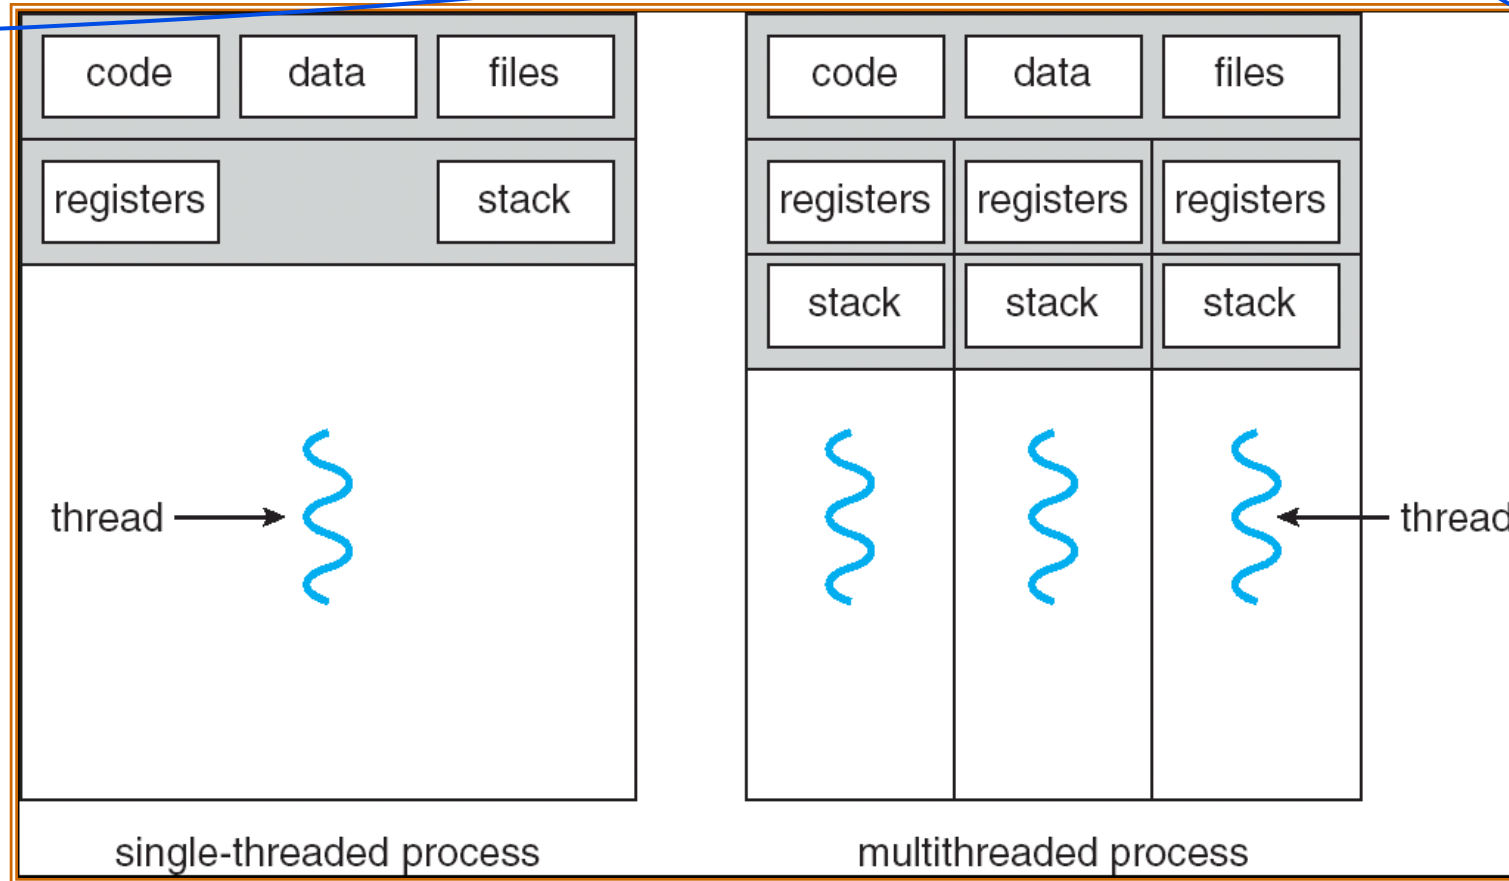 code data files
registers stack
thread
single-threaded process
code data files
registers registers registers
stack stack stack
thread
multithreaded process